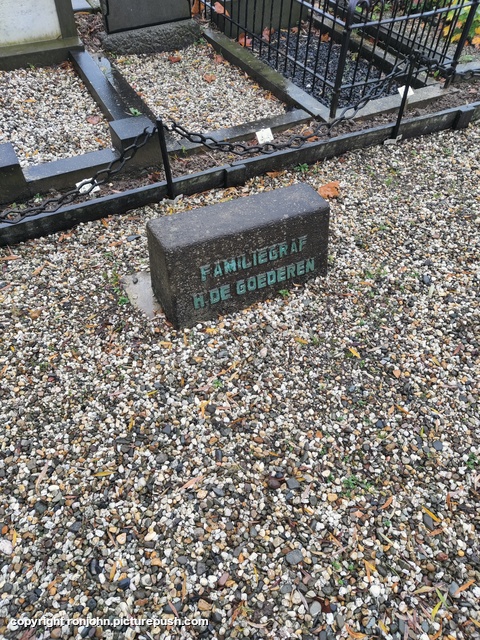 FAMILIEGRAF
H.DE GOEDEREN
copyright ronjohn.picturepush.com